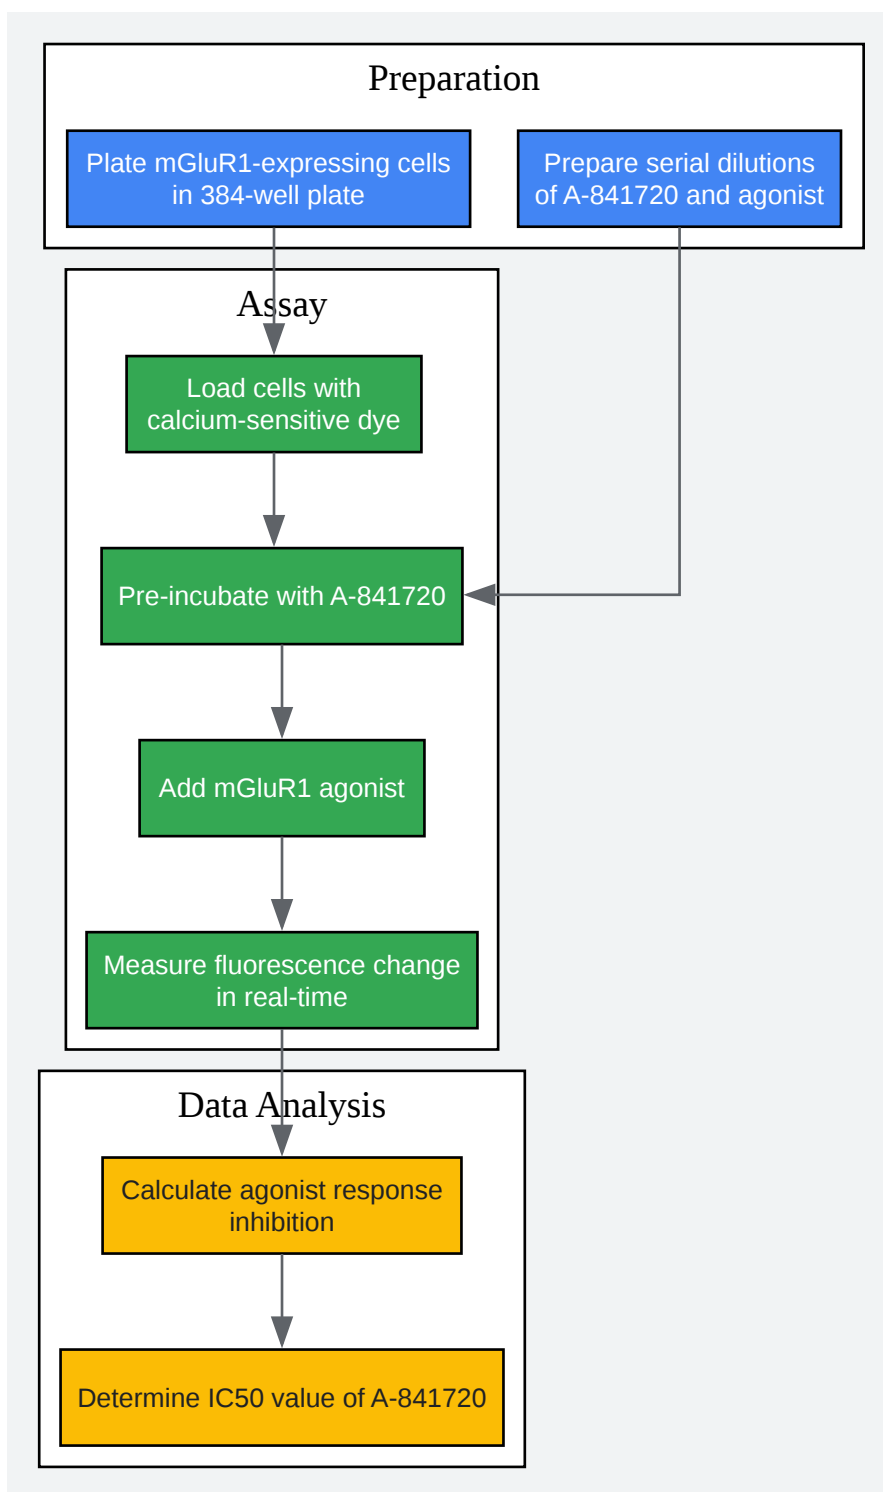 Preparation
Plate mGluR1-expressing cells
in 384-well plate
Prepare serial dilutions
of A-841720 and agonist
Assay
Load cells with
calcium-sensitive dye
Pre-incubate with A-841720
Add mGluR1 agonist
Measure fluorescence change
in real-time
Data Analysis
Calculate agonist response
inhibition
Determine IC50 value of A-841720